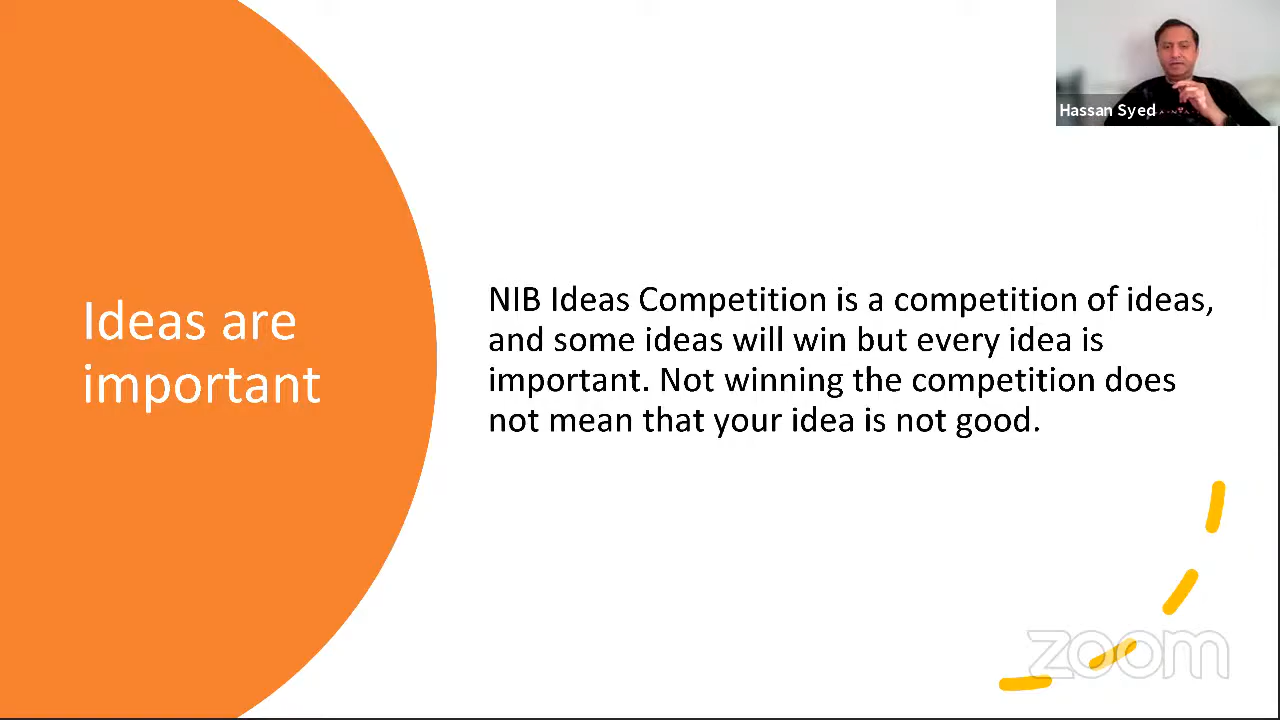 Hassan Syed
Ideas are
important
NIB Ideas Competition is a competition of ideas,
and some ideas will win but every idea is
important. Not winning the competition does
not mean that your idea is not good.
zoom